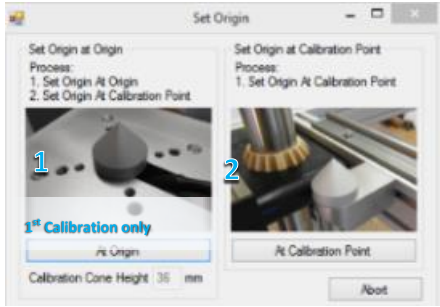 Set Origin
Set Origin at Origin
Process:
1. Set Origin At Origin
2. Set Origin At Calibration Point
1
1st Calibration only
At Origin
Calibration Cone Height 36 mm
Set Origin at Calibration Point
Process:
1. Set Origin At Calibration Point
2
At Calibration Point
Abort